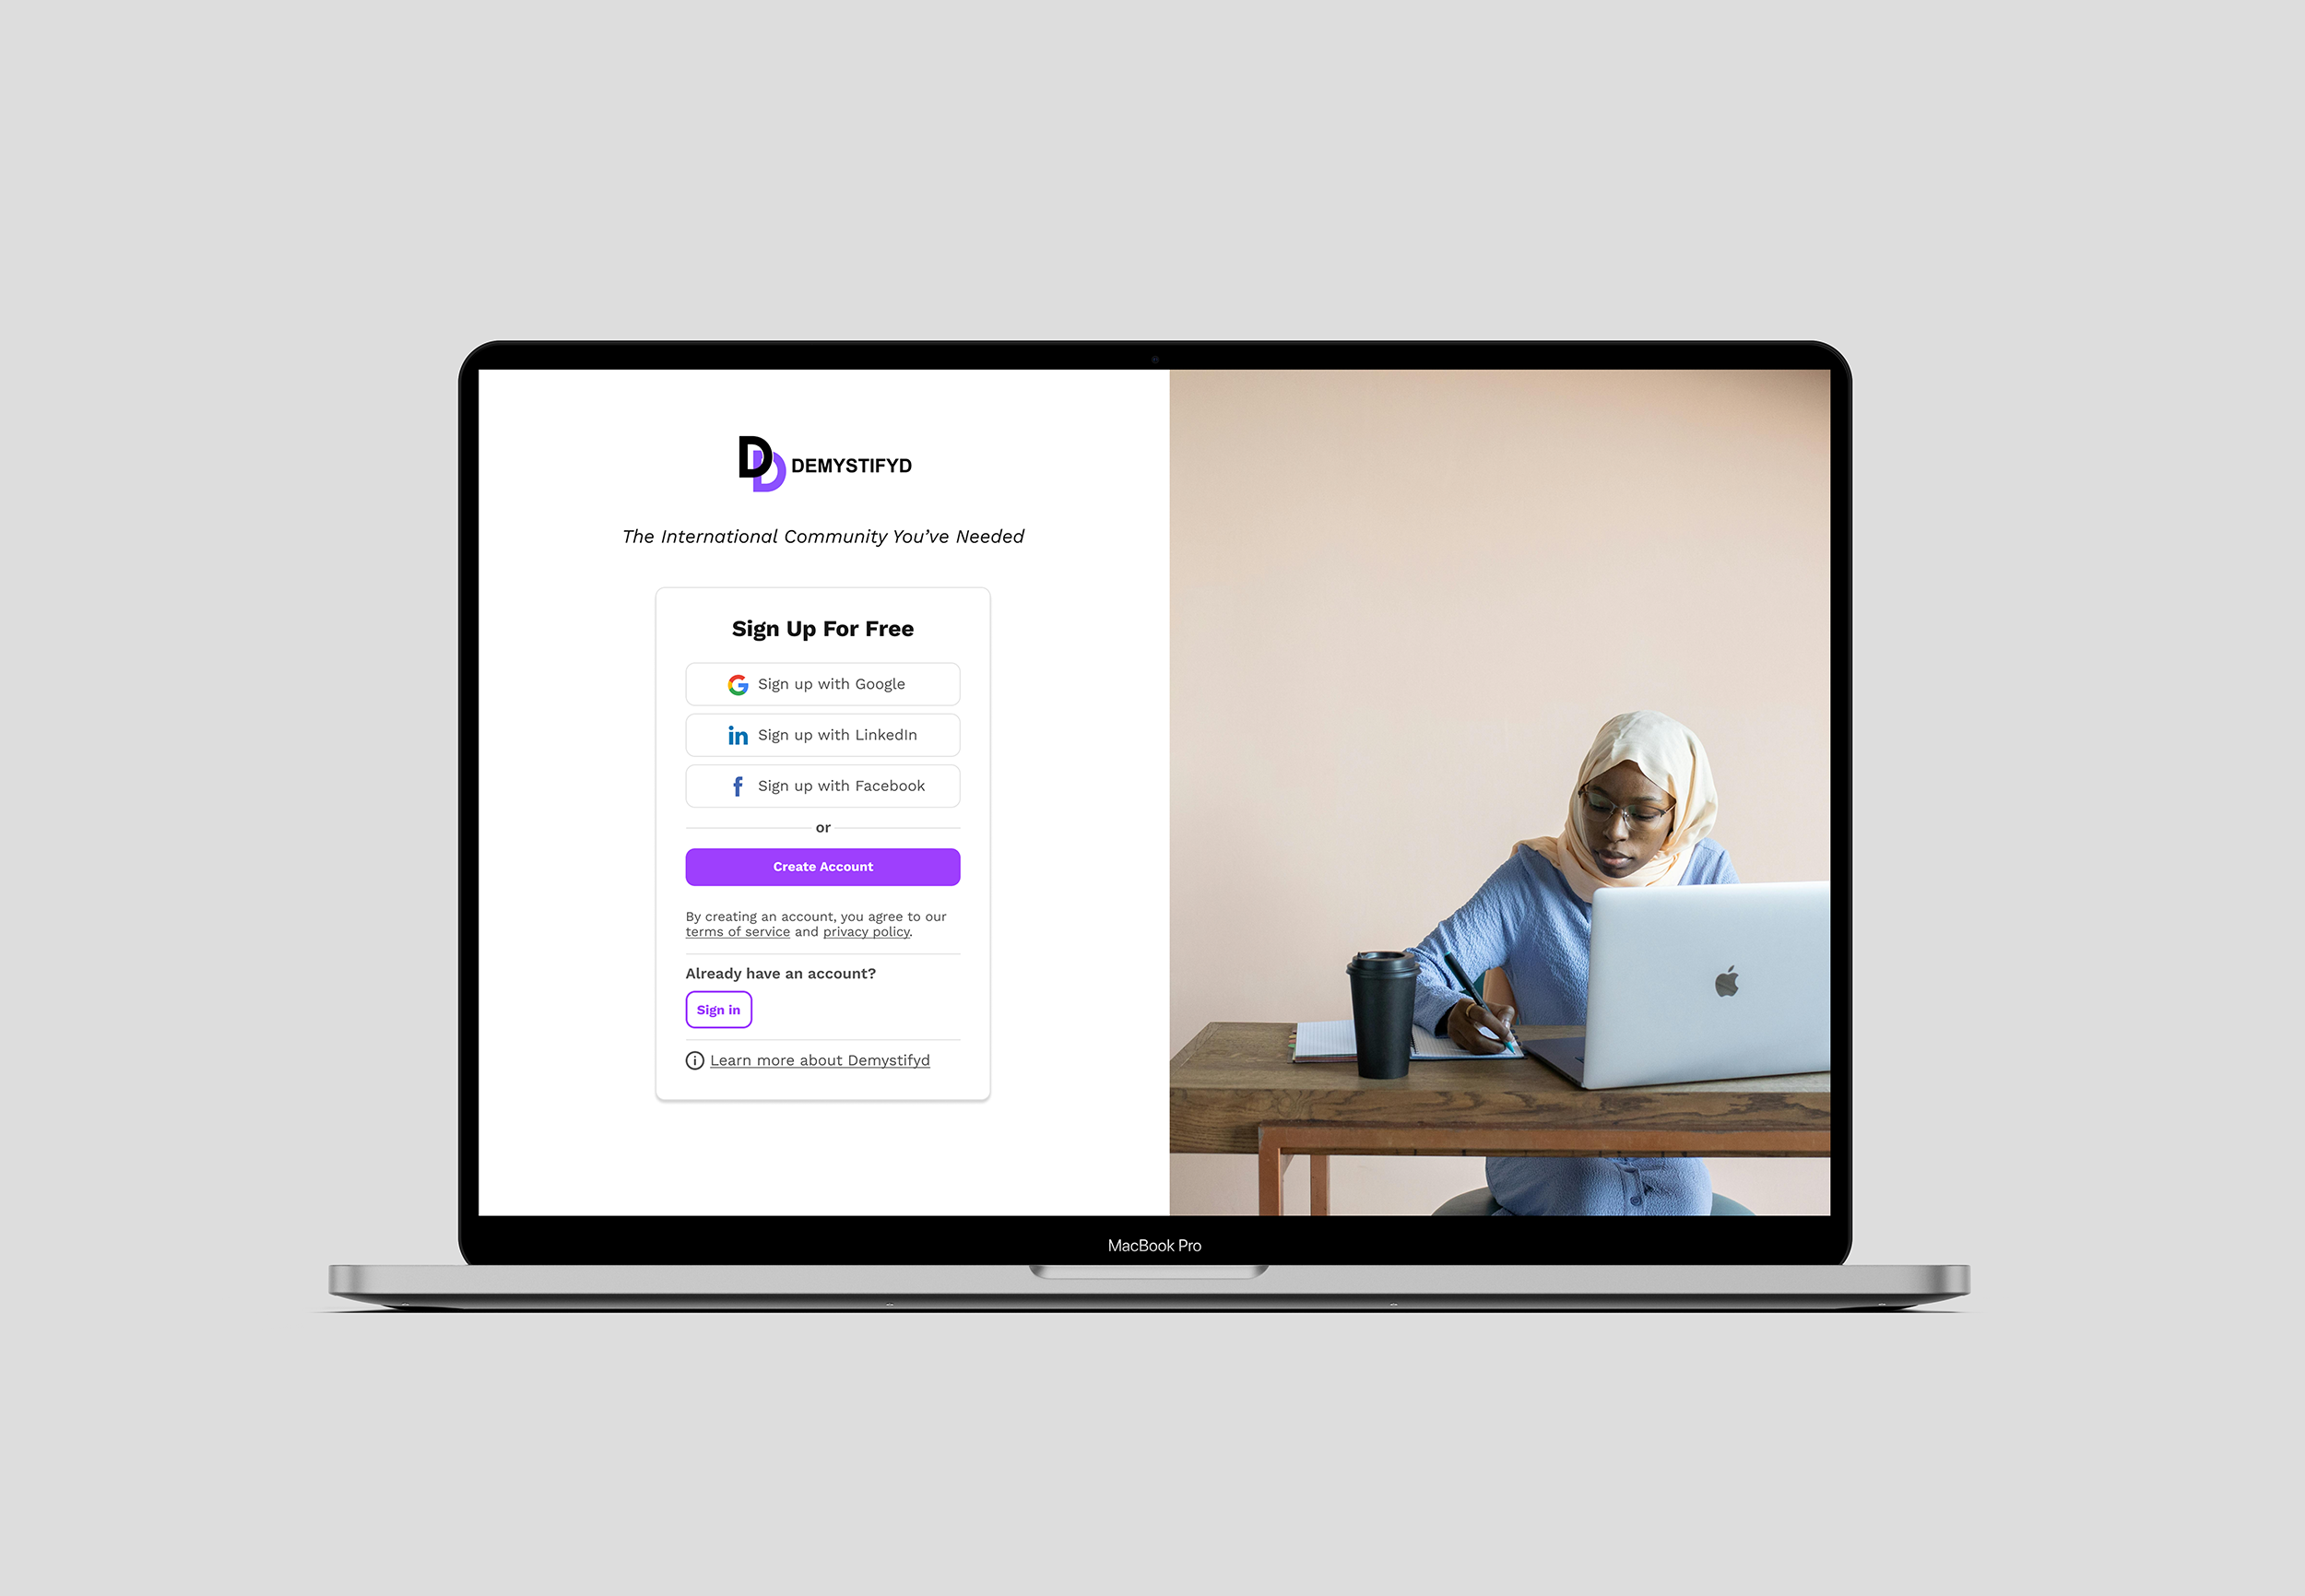 DEMYSTIFYD
The International Community You’ve Needed
Sign Up For Free
Sign up with Google
in Sign up with LinkedIn
f Sign up with Facebook
or
Create Account
By creating an account, you agree to our
terms of service and privacy policy.
Already have an account?
Sign in
Learn more about Demystifyd
MacBook Pro